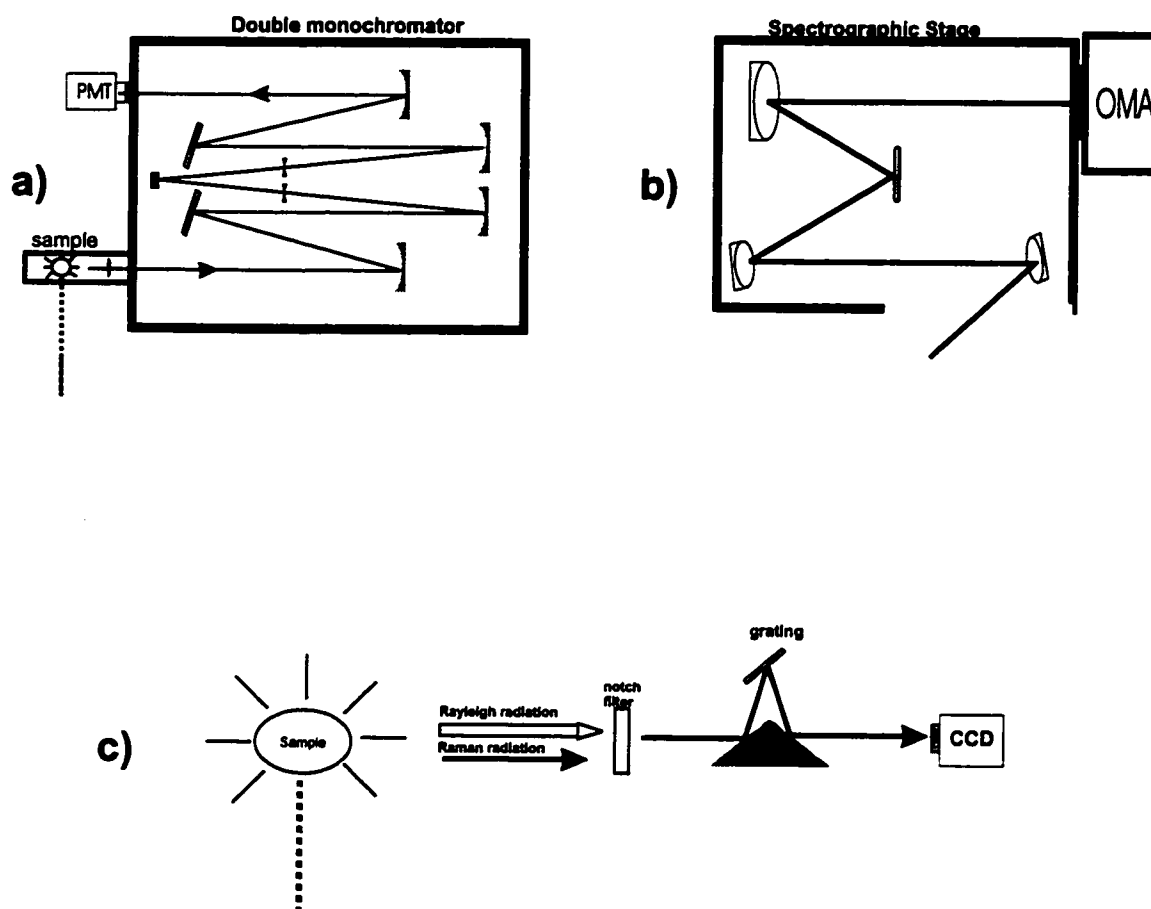 Double monochromator
PMT
a)
sample
Spectrographic Stage
OMA
b)
grating
notch
filter
Rayleigh radiation
Raman radiation
Sample
CCD
c)